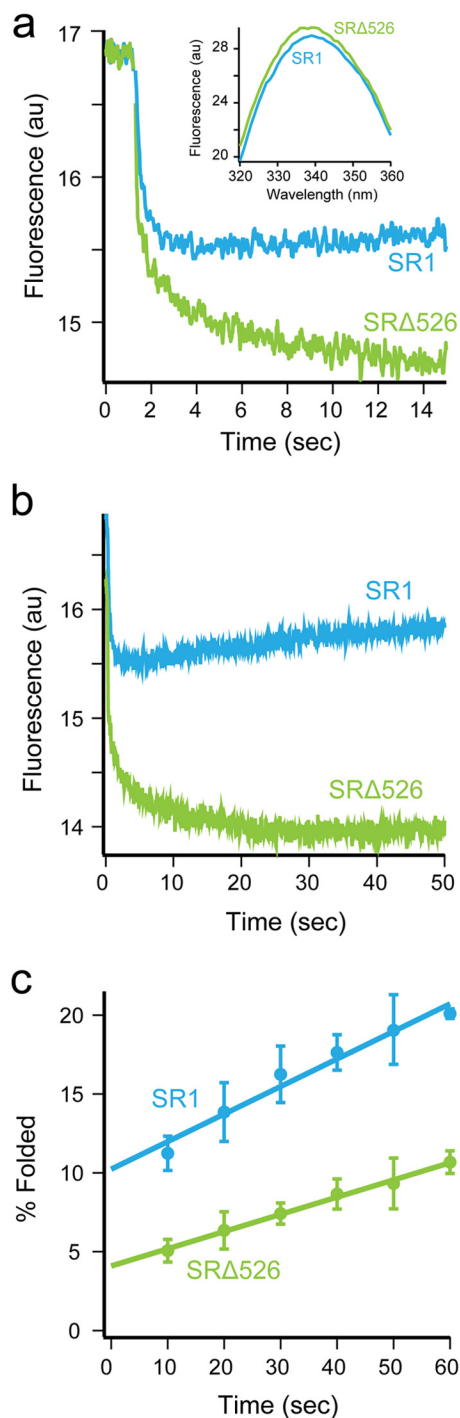 a
17
16
15
Fluorescence (au)
0 2 4 6 8 10 12 14
Time (sec)
SR1
SRΔ526
28
24
20
Fluorescence (au)
320 330 340 350 360
Wavelength (nm)
SRΔ526
SR1
b
16
15
14
Fluorescence (au)
0 10 20 30 40 50
Time (sec)
SR1
SRΔ526
c
20
15
10
5
0
% Folded
0 10 20 30 40 50 60
Time (sec)
SR1
SRΔ526